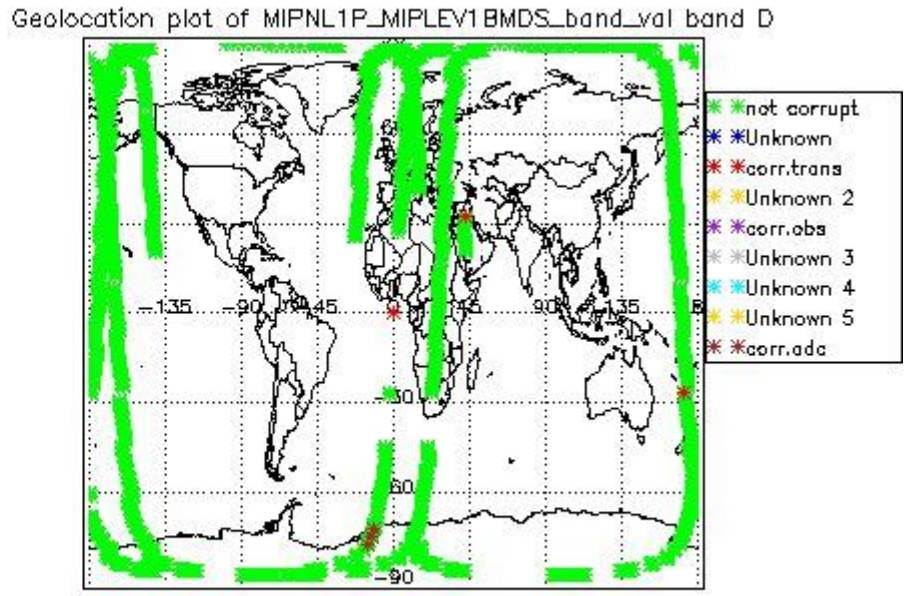 Geolocation plot of MIPNL1P_MIPLEV1BMDS_band_val band D
not corrupt
Unknown
corr.trans
Unknown 2
corr.obs
Unknown 3
Unknown 4
Unknown 5
corr.adc
-135
-90
45
90
135
-60
-90